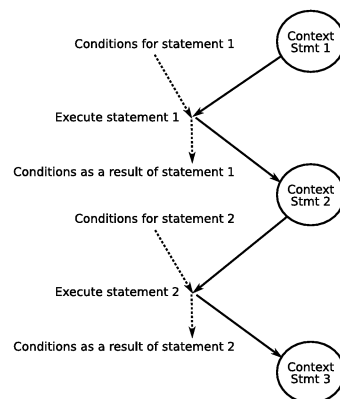 Context
Stmt 1
Conditions for statement 1
Execute statement 1
Conditions as a result of statement 1
Context
Stmt 2
Conditions for statement 2
Execute statement 2
Conditions as a result of statement 2
Context
Stmt 3